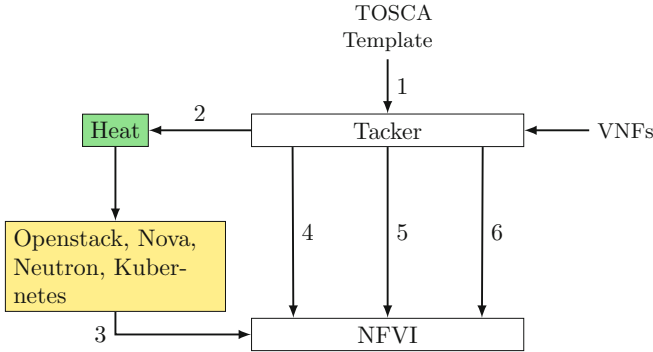 TOSCA
Template
1
2
Heat
Tacker
VNFs
Openstack, Nova,
Neutron, Kuber-
netes
4
5
6
3
NFVI